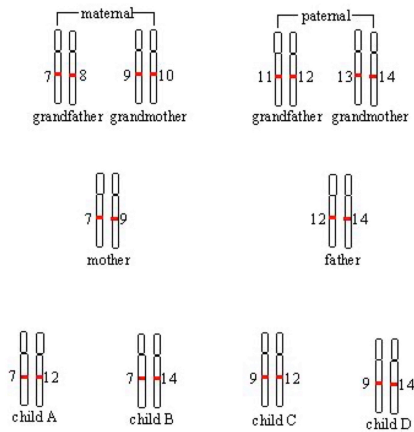 maternal paternal
7 8 9 10 11 12 13 14
grandfather grandmother grandfather grandmother
7 9 12 14
mother father
7 12 7 14 9 12 9 14
child A child B child C child D